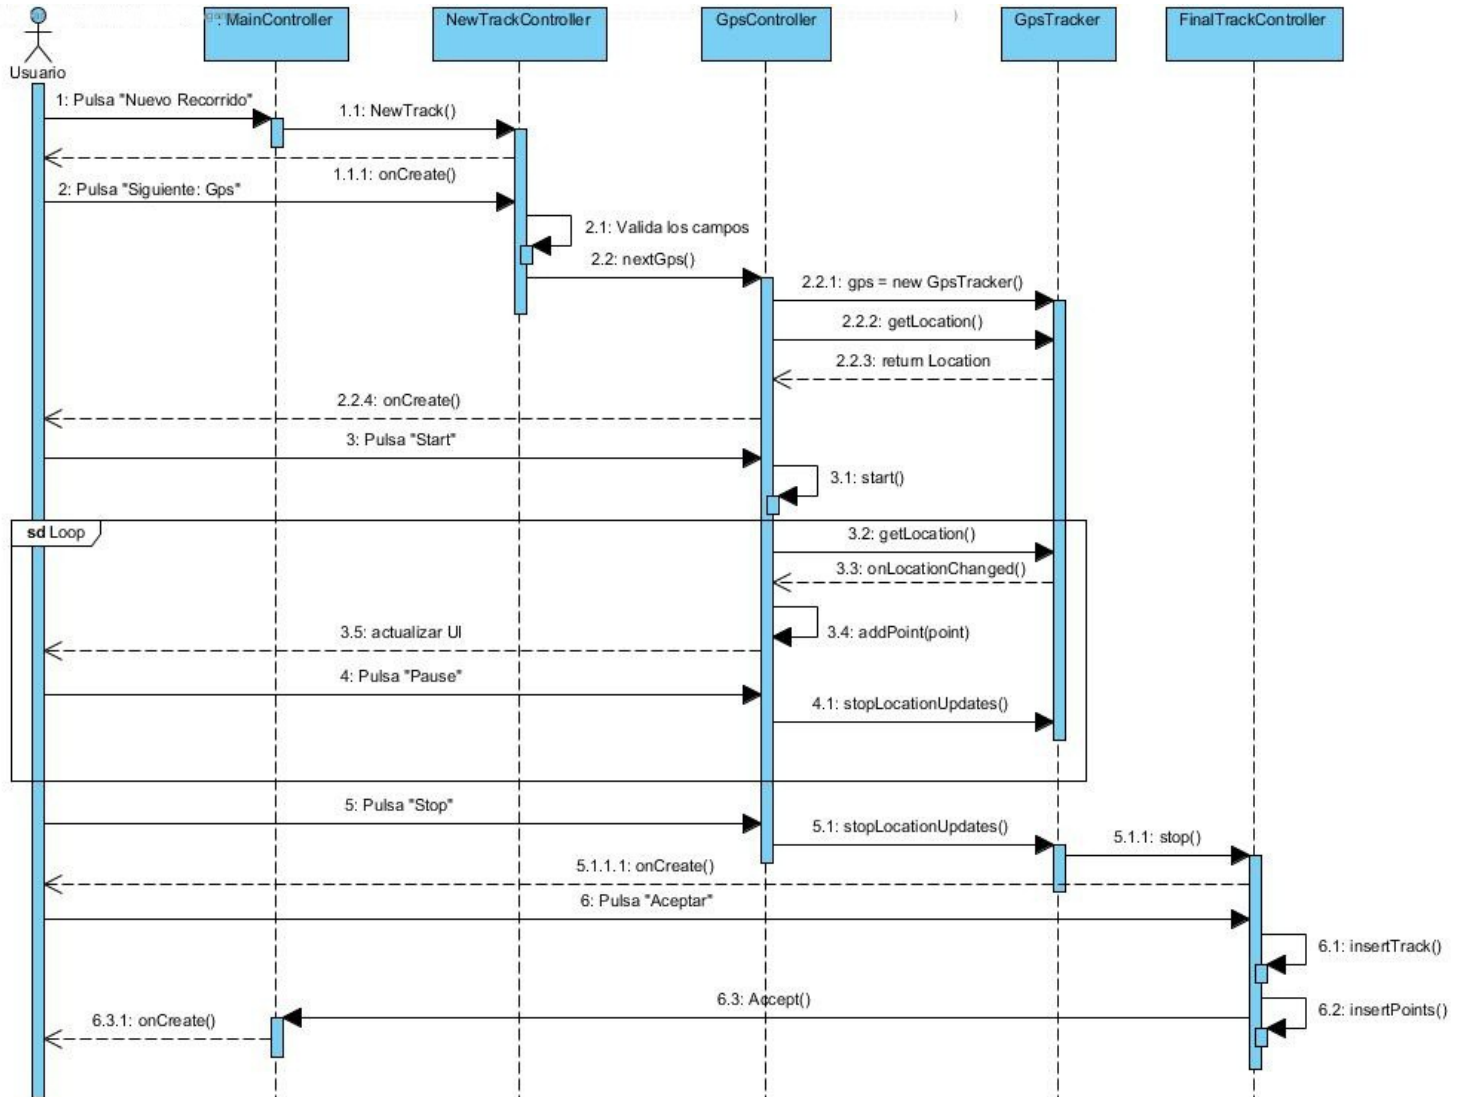 MainController
NewTrackController
GpsController
GpsTracker
FinalTrackController
Usuario
1: Pulsa "Nuevo Recorrido"
1.1: NewTrack()
1.1.1: onCreate()
2: Pulsa "Siguiente: Gps"
2.1: Valida los campos
2.2: nextGps()
2.2.1: gps = new GpsTracker()
2.2.2: getLocation()
2.2.3: return Location
2.2.4: onCreate()
3: Pulsa "Start"
3.1: start()
sd Loop
3.2: getLocation()
3.3: onLocationChanged()
3.4: addPoint(point)
3.5: actualizar UI
4: Pulsa "Pause"
4.1: stopLocationUpdates()
5: Pulsa "Stop"
5.1: stopLocationUpdates()
5.1.1: stop()
5.1.1.1: onCreate()
6: Pulsa "Aceptar"
6.1: insertTrack()
6.3: Accept()
6.2: insertPoints()
6.3.1: onCreate()